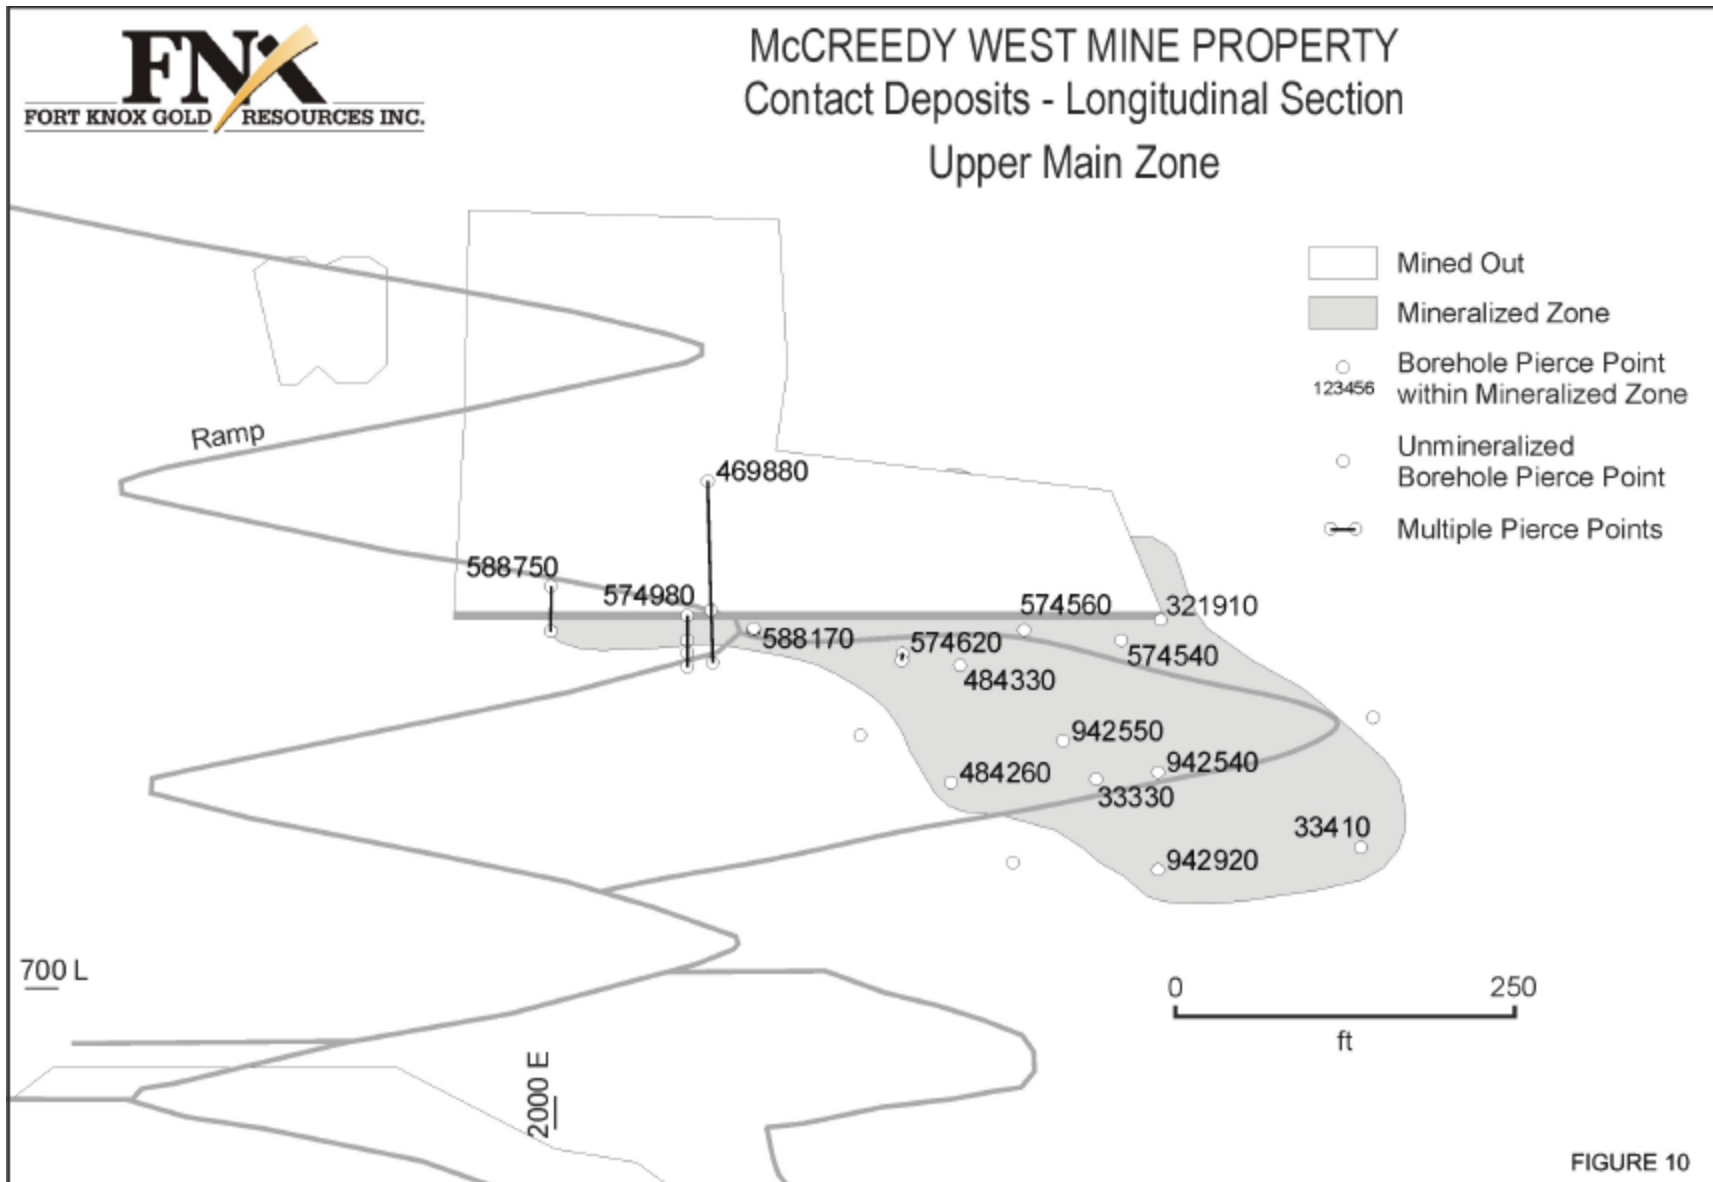 FNX
FORT KNOX GOLD RESOURCES INC.
McCREEDY WEST MINE PROPERTY
Contact Deposits - Longitudinal Section
Upper Main Zone
Mined Out
Mineralized Zone
Borehole Pierce Point
123456
within Mineralized Zone
Unmineralized
Borehole Pierce Point
Multiple Pierce Points
Ramp
469880
588750
574980
574560
321910
588170
574620
574540
484330
942550
942540
484260
33330
33410
942920
700 L
0
250
ft
2000 E
FIGURE 10